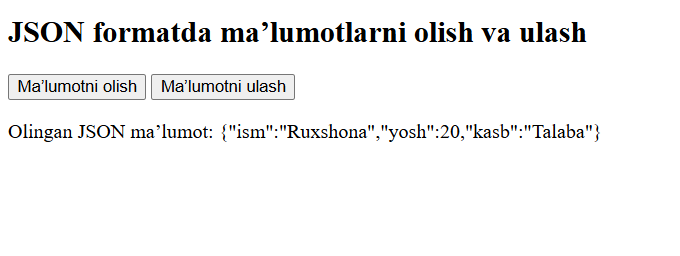 JSON formatda ma’lumotlarni olish va ulash
Ma’lumotni olish Ma’lumotni ulash
Olingan JSON ma’lumot: {"ism":"Ruxshona","yosh":20,"kasb":"Talaba"}